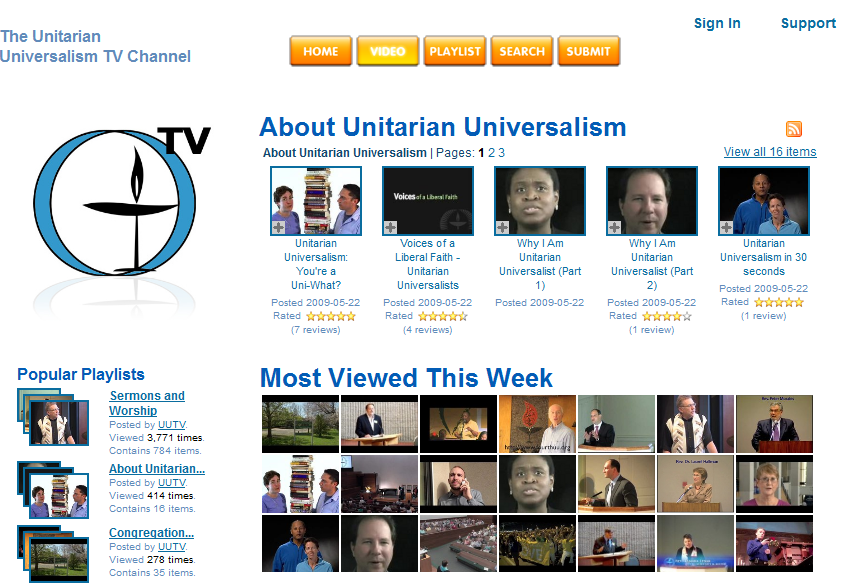 Sign In Support
The Unitarian
Universalism TV Channel
HOME VIDEO PLAYLIST SEARCH SUBMIT
TV
About Unitarian Universalism
About Unitarian Universalism | Pages: 1 2 3
View all 16 items
Voices of a Liberal Faith
Unitarian
Universalism:
You're a
Uni-What?
Posted 2009-05-22
Rated
(7 reviews)
Voices of a
Liberal Faith -
Unitarian
Universalists
Posted 2009-05-22
Rated
(4 reviews)
Why I Am
Unitarian
Universalist (Part
1)
Posted 2009-05-22
Why I Am
Unitarian
Universalist (Part
2)
Posted 2009-05-22
Rated
(1 review)
Unitarian
Universalism in 30
seconds
Posted 2009-05-22
Rated
(1 review)
Popular Playlists
Sermons and
Worship
Posted by UUTV.
Viewed 3,771 times.
Contains 784 items.
About Unitarian...
Posted by UUTV.
Viewed 414 times.
Contains 16 items.
Congregation...
Posted by UUTV.
Viewed 278 times.
Contains 35 items.
Most Viewed This Week